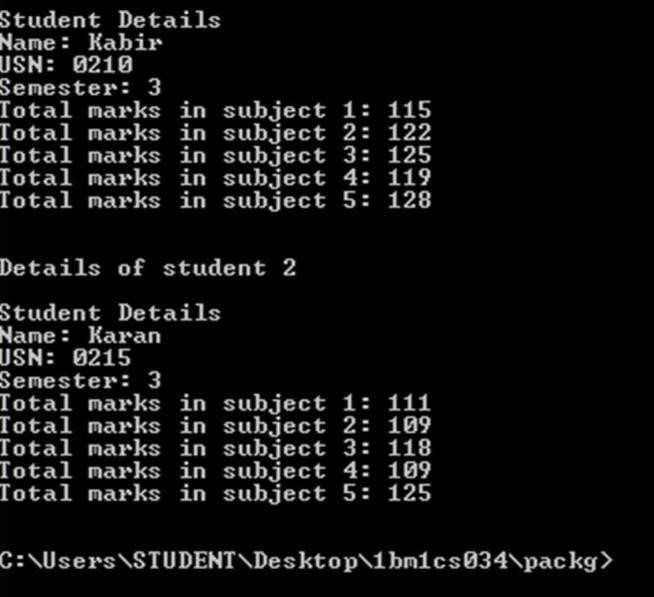 Student Details
Name: Kabir
USN: 0210
Semester: 3
Total marks in subject 1: 115
Total marks in subject 2: 122
Total marks in subject 3: 125
Total marks in subject 4: 119
Total marks in subject 5: 128
Details of student 2
Student Details
Name: Karan
USN: 0215
Semester: 3
Total marks in subject 1: 111
Total marks in subject 2: 109
Total marks in subject 3: 118
Total marks in subject 4: 109
Total marks in subject 5: 125
C:\Users\STUDENT\Desktop\1bm1cs034\packg>